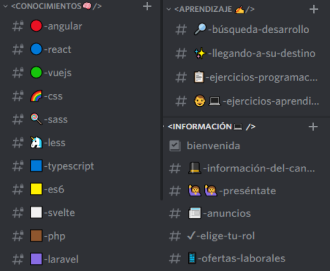 <CONOCIMIENTOS🧠/>
#🔴-angular
#🔵-react
#🟢-vuejs
#🌈-css
#🔍-sass
#🦄-less
#🟦-typescript
#🟨-es6
#⬜-svelte
#🟫-php
#🟪-laravel
<APRENDIZAJE ✍️/>
#🔎-búsqueda-desarrollo
#✨-llegando-a-su-destino
#📋-ejercicios-programac...
#👨💻-ejercicios-aprendi...
<INFORMACIÓN 💻 />
bienvenida
#🎩-información-del-can...
#🙋🙋-preséntate
#📇-anuncios
#✓-elige-tu-rol
#📱-ofertas-laborales